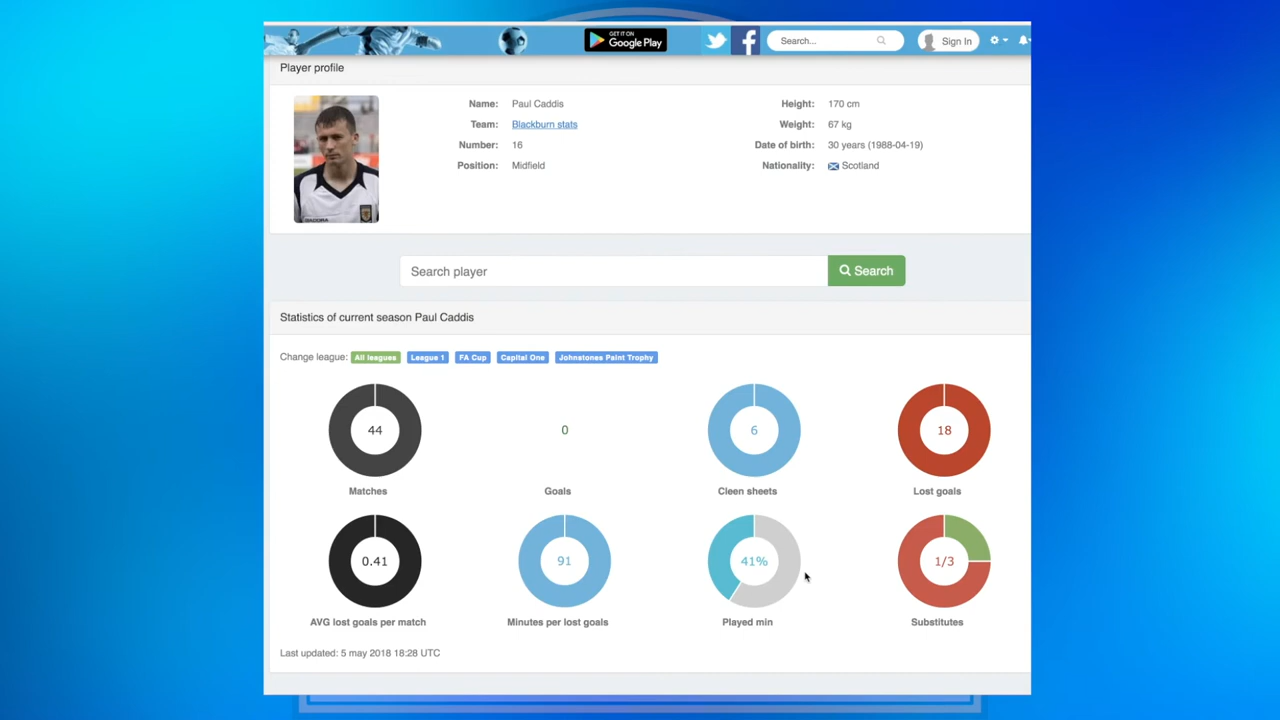 GET IT ON
Google Play
Search...
Sign In
Player profile
Name: Paul Caddis
Team: Blackburn stats
Number: 16
Position: Midfield
Height: 170 cm
Weight: 67 kg
Date of birth: 30 years (1988-04-19)
Nationality: Scotland
DIADORA
Search player
Search
Statistics of current season Paul Caddis
Change league: All leagues League 1 FA Cup Capital One Johnstones Paint Trophy
44 0 6 18
Matches Goals Cleen sheets Lost goals
0.41 91 41% 1/3
AVG lost goals per match Minutes per lost goals Played min Substitutes
Last updated: 5 may 2018 18:28 UTC